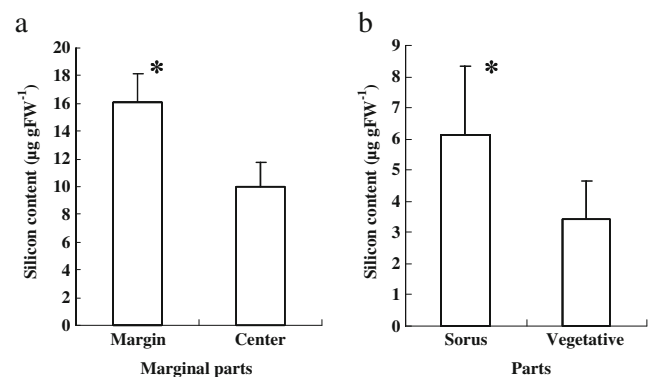 a
20
18
16
14
12
10
8
6
4
2
0
Silicon content (µg gFW-1)
*
Margin Center
Marginal parts
b
9
8
7
6
5
4
3
2
1
0
Silicon content (µg gFW-1)
*
Sorus Vegetative
Parts